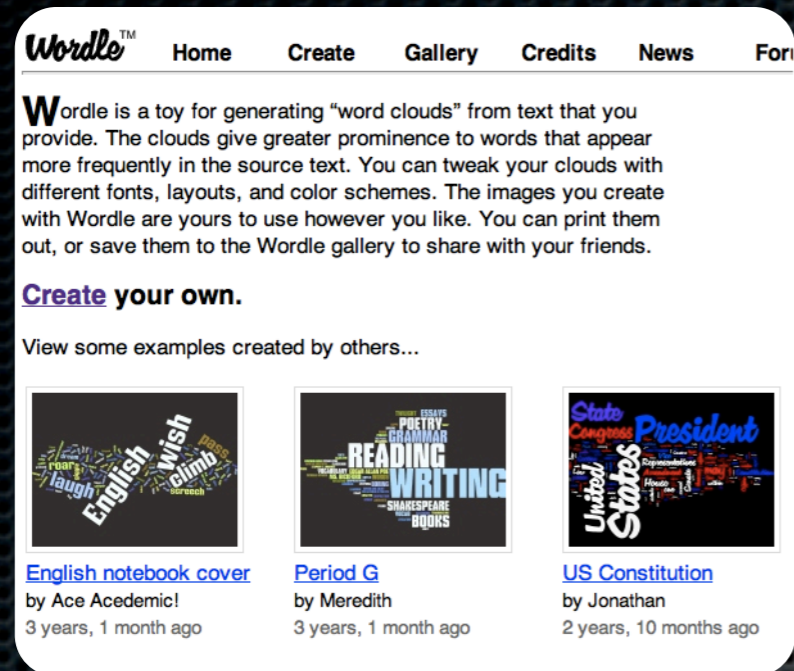 Wordle™ Home Create Gallery Credits News
Wordle is a toy for generating “word clouds” from text that you
provide. The clouds give greater prominence to words that appear
more frequently in the source text. You can tweak your clouds with
different fonts, layouts, and color schemes. The images you create
with Wordle are yours to use however you like. You can print them
out, or save them to the Wordle gallery to share with your friends.
Create your own.
View some examples created by others...
roar
laugh
English
Wish
Climb
pass
screech
THOUGHT ESSAYS
POETRY
GRAMMAR
READING
WRITING
SHAKESPEARE
BOOKS
State
Congress
President
United
States
Representatives
House
English notebook cover Period G US Constitution
by Ace Acedemic! by Meredith by Jonathan
3 years, 1 month ago 3 years, 1 month ago 2 years, 10 months ago